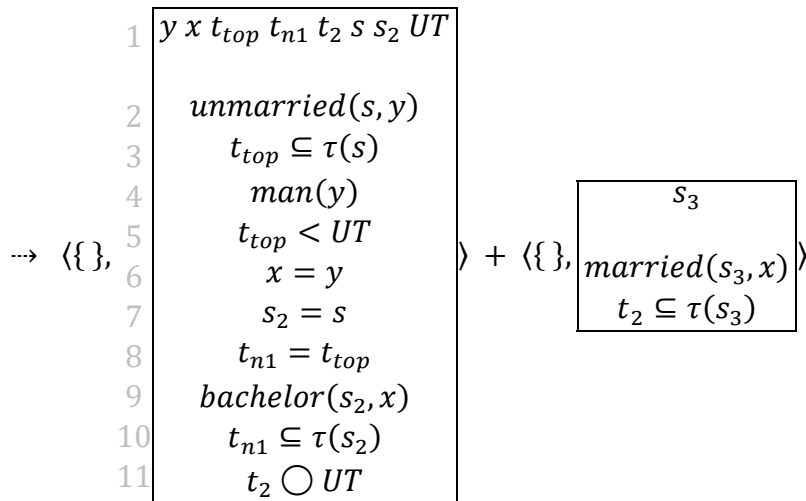 1 y x t_top t_n1 t_2 s s_2 UT
2 unmarried(s, y)
3 t_top ⊆ τ(s)
4 man(y)
5 t_top < UT
6 x = y
7 s_2 = s
8 t_n1 = t_top
9 bachelor(s_2, x)
10 t_n1 ⊆ τ(s_2)
11 t_2 ◯ UT
⇢ ⟨{ }, ⟩ + ⟨{ }, ⟩
s_3
married(s_3, x)
t_2 ⊆ τ(s_3)